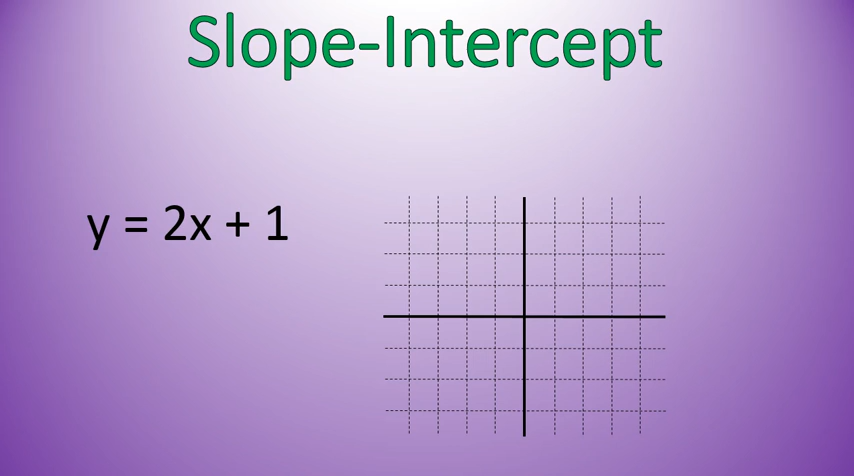 Slope-Intercept
y = 2x + 1